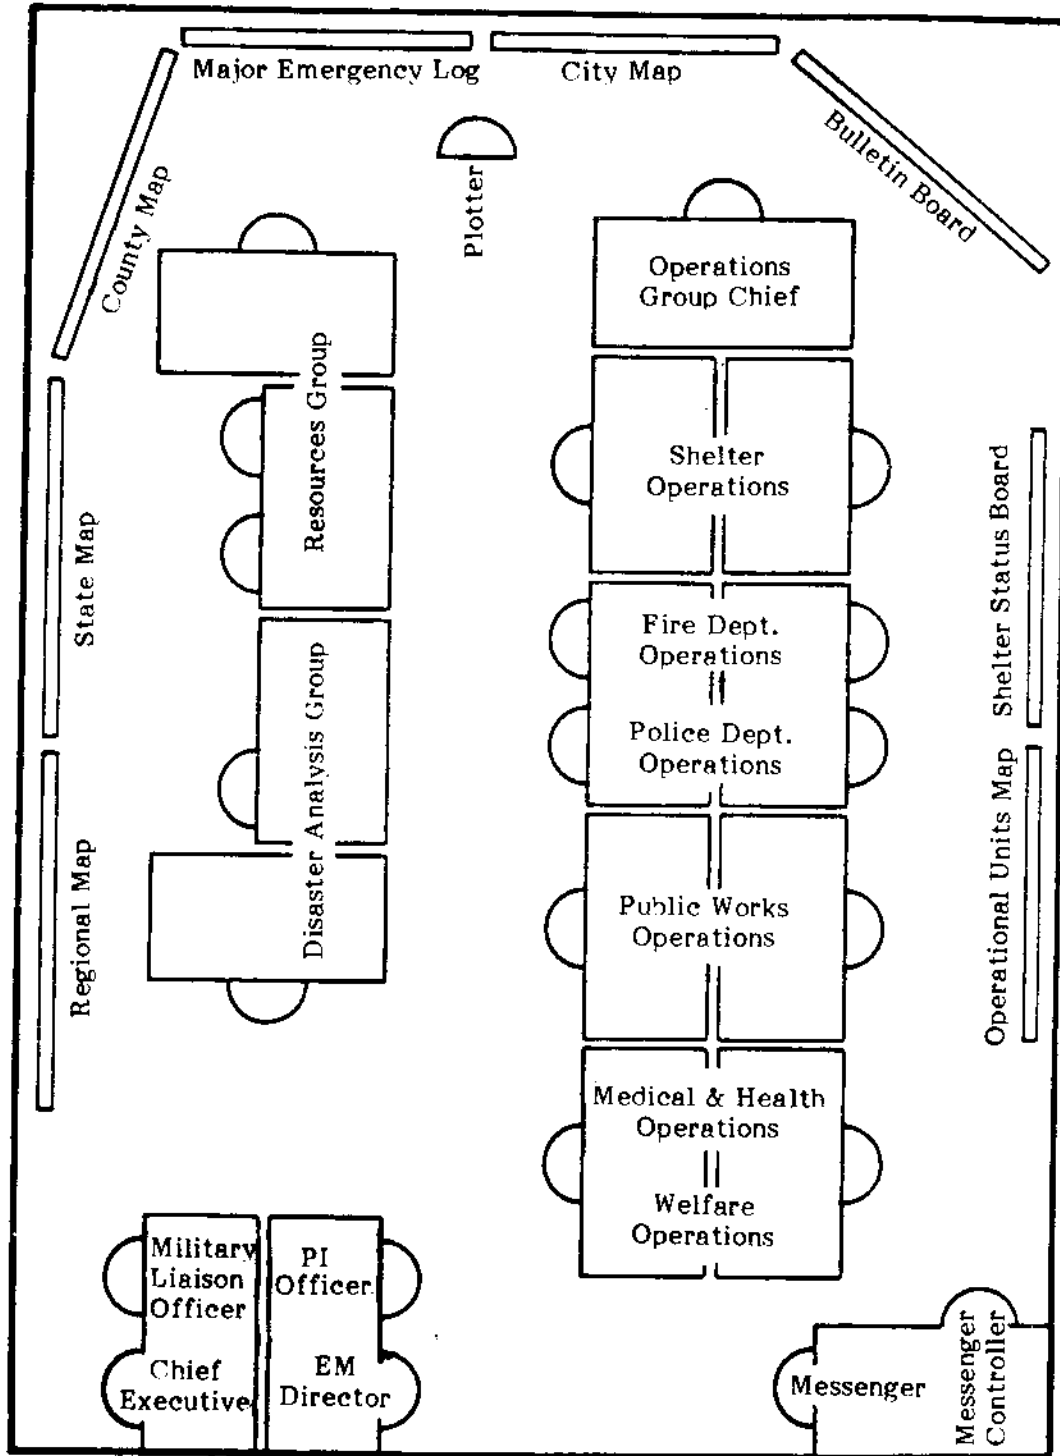 Major Emergency Log
City Map
Bulletin Board
County Map
Plotter
Operations
Group Chief
Resources Group
Shelter
Operations
State Map
Shelter Status Board
Fire Dept.
Operations
Police Dept.
Operations
Disaster Analysis Group
Regional Map
Operational Units Map
Public Works
Operations
Medical & Health
Operations
Welfare
Operations
Military
Liaison
Officer
PI
Officer
Chief
Executive
EM
Director
Messenger
Messenger
Controller